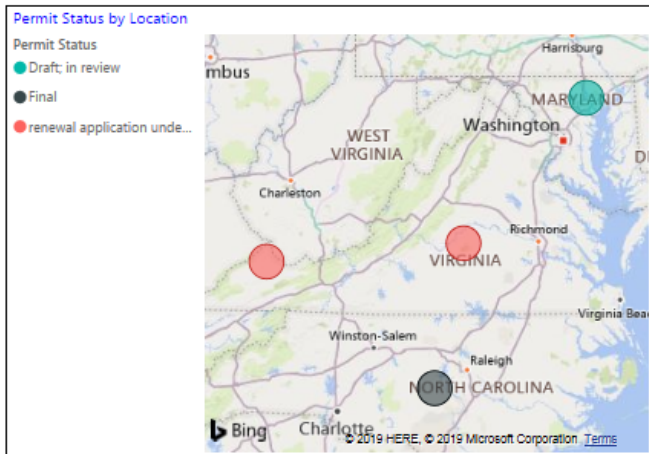 Permit Status by Location
Permit Status
Draft; in review
Final
renewal application unde...
Harrisburg
mbus
MARYLAND
Washington
WEST
VIRGINIA
D
Charleston
Richmond
VIRGINIA
Virginia Beac
Winston-Salem
Raleigh
NORTH CAROLINA
Charlotte
Bing
© 2019 HERE, © 2019 Microsoft Corporation Terms